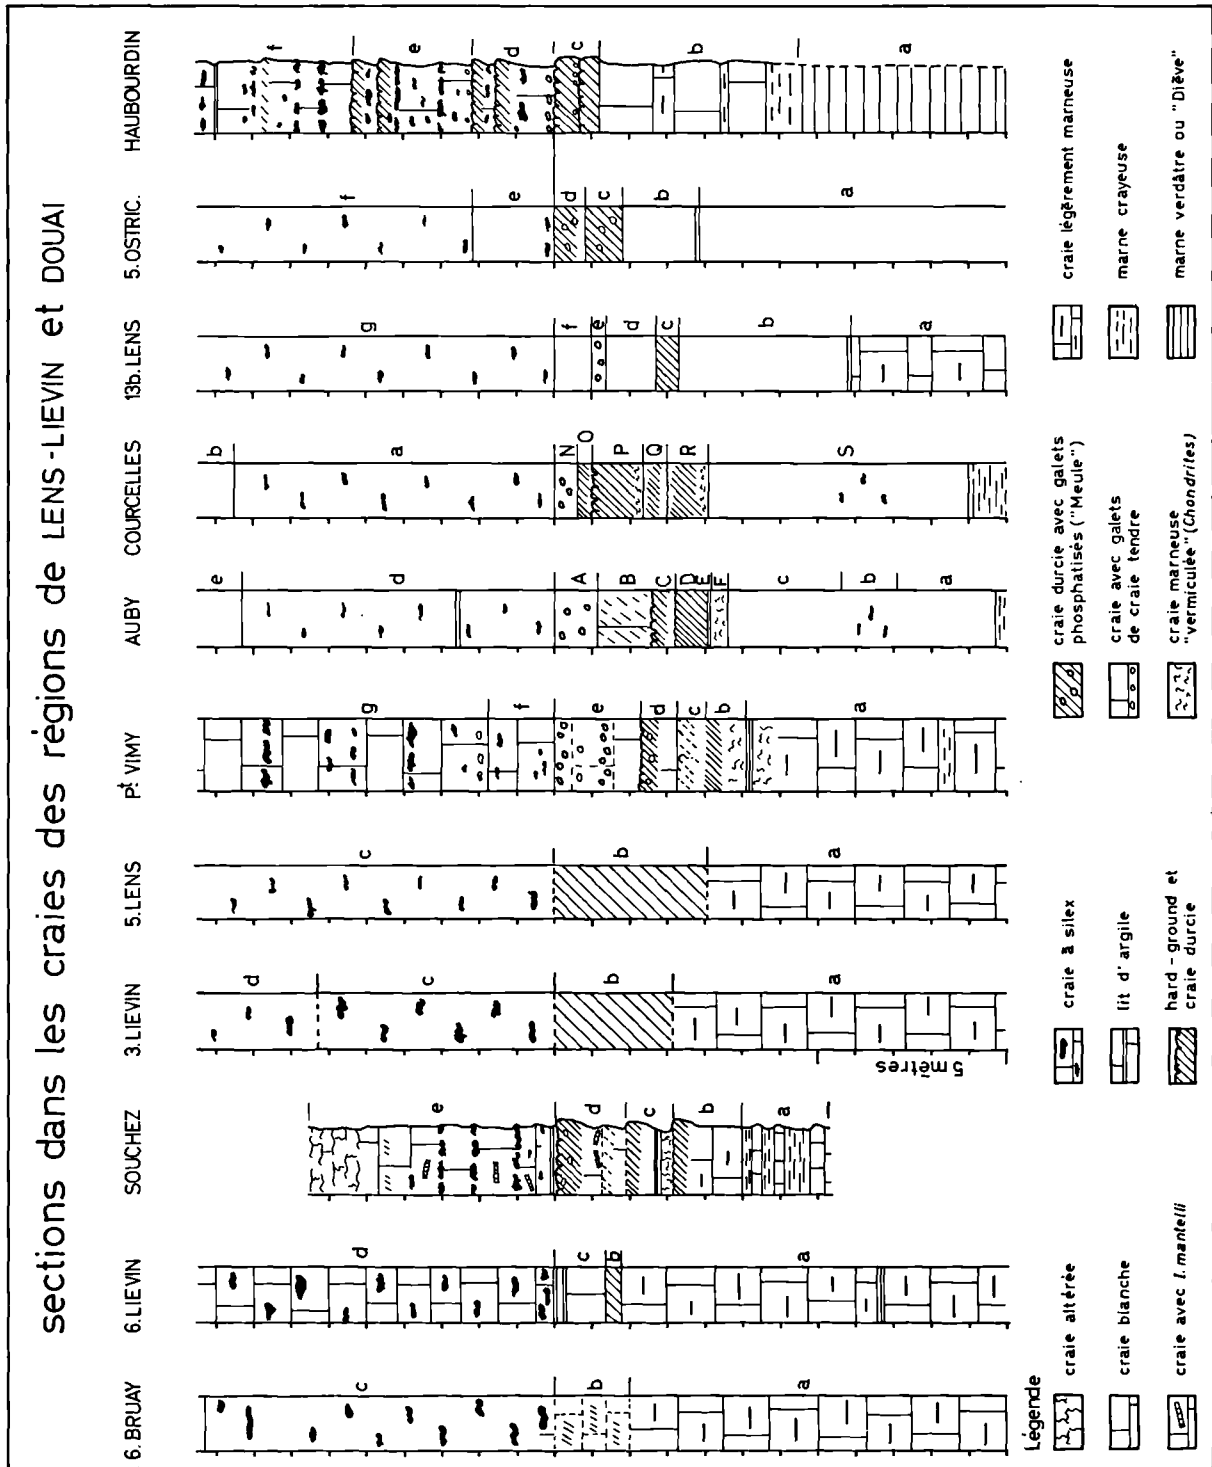 sections dans les craies des régions de LENS-LIEVIN et DOUAI
6. BRUAY
6. LIEVIN
SOUCHEZ
3. LIEVIN
5. LENS
Pt VIMY
AUBY
COURCELLES
13b. LENS
5. OSTRIC.
HAUBOURDIN
c
b
a
d
c
b
a
e
d
c
b
a
d
c
b
a
c
b
a
g
f
e
d
c
b
a
e
d
A
B
C
D
E
F
c
b
a
b
a
N
O
P
Q
R
S
g
f
e
d
c
b
a
f
e
d
c
b
a
f
e
d
c
b
a
5 mètres
Légende
craie altérée
craie blanche
craie avec I. mantelli
craie à silex
lit d'argile
hard-ground et
craie durcie
craie durcie avec galets
phosphatisés ("Meule")
craie avec galets
de craie tendre
craie marneuse
"vermiculée" (Chondrites)
craie légèrement marneuse
marne crayeuse
marne verdâtre ou "Diève"